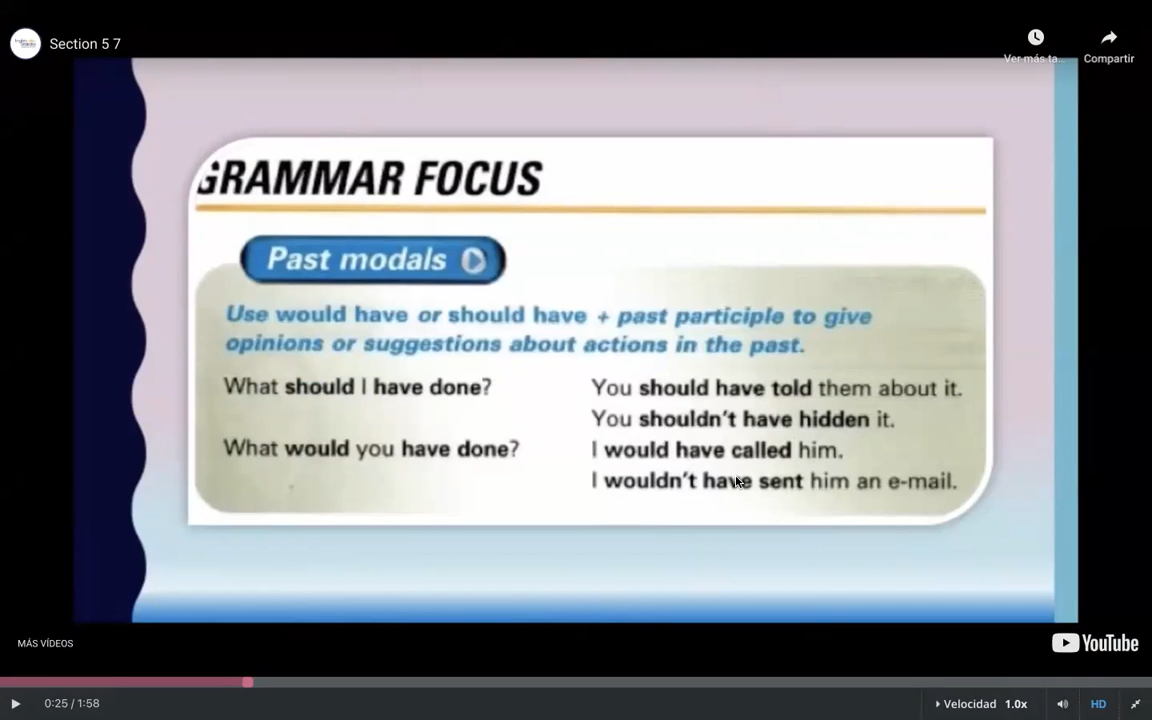 Section 5 7
Ver más ta...
Compartir
GRAMMAR FOCUS
Past modals
Use would have or should have + past participle to give
opinions or suggestions about actions in the past.
What should I have done?
You should have told them about it.
You shouldn't have hidden it.
What would you have done?
I would have called him.
I wouldn't have sent him an e-mail.
MÁS VÍDEOS
YouTube
0:25 / 1:58
Velocidad 1.0x
HD